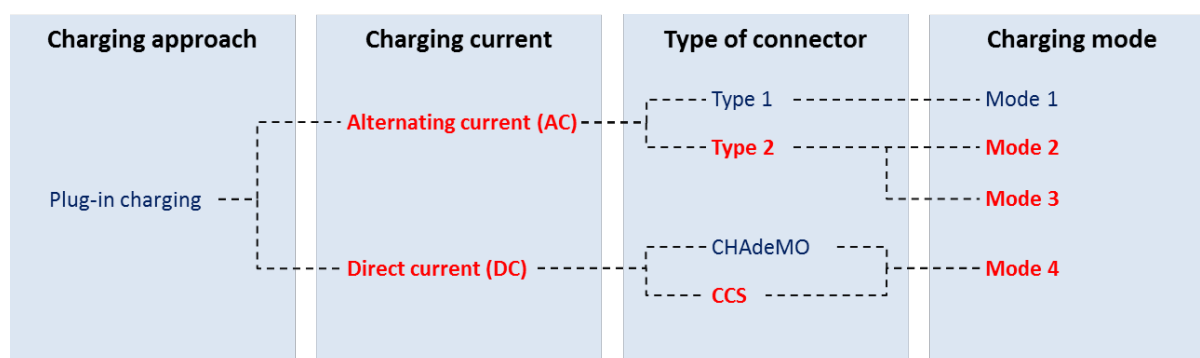 Charging approach
Charging current
Type of connector
Charging mode
Type 1
Mode 1
Alternating current (AC)
Type 2
Mode 2
Plug-in charging
Mode 3
CHAdeMO
Direct current (DC)
Mode 4
CCS